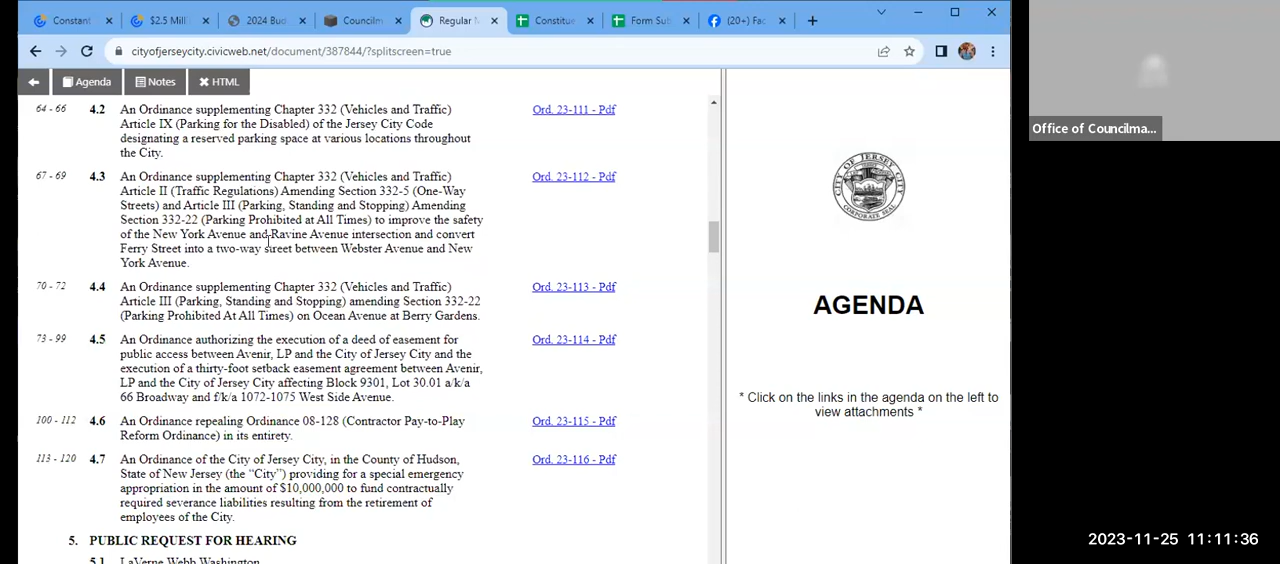 Constant
$2.5 Mill
2024 Bud
Councilm
Regular M
Constitue
Form Sub
(20+) Fac
cityofjerseycity.civicweb.net/document/387844/?splitscreen=true
Agenda
Notes
HTML
64 - 66 4.2 An Ordinance supplementing Chapter 332 (Vehicles and Traffic) Ord. 23-111 - Pdf
Article IX (Parking for the Disabled) of the Jersey City Code
designating a reserved parking space at various locations throughout
the City.
67 - 69 4.3 An Ordinance supplementing Chapter 332 (Vehicles and Traffic) Ord. 23-112 - Pdf
Article II (Traffic Regulations) Amending Section 332-5 (One-Way
Streets) and Article III (Parking, Standing and Stopping) Amending
Section 332-22 (Parking Prohibited at All Times) to improve the safety
of the New York Avenue and Ravine Avenue intersection and convert
Ferry Street into a two-way street between Webster Avenue and New
York Avenue.
70 - 72 4.4 An Ordinance supplementing Chapter 332 (Vehicles and Traffic) Ord. 23-113 - Pdf
Article III (Parking, Standing and Stopping) amending Section 332-22
(Parking Prohibited At All Times) on Ocean Avenue at Berry Gardens.
73 - 99 4.5 An Ordinance authorizing the execution of a deed of easement for Ord. 23-114 - Pdf
public access between Avenir, LP and the City of Jersey City and the
execution of a thirty-foot setback easement agreement between Avenir,
LP and the City of Jersey City affecting Block 9301, Lot 30.01 a/k/a
66 Broadway and f/k/a 1072-1075 West Side Avenue.
100 - 112 4.6 An Ordinance repealing Ordinance 08-128 (Contractor Pay-to-Play Ord. 23-115 - Pdf
Reform Ordinance) in its entirety.
113 - 120 4.7 An Ordinance of the City of Jersey City, in the County of Hudson, Ord. 23-116 - Pdf
State of New Jersey (the “City”) providing for a special emergency
appropriation in the amount of $10,000,000 to fund contractually
required severance liabilities resulting from the retirement of
employees of the City.
5. PUBLIC REQUEST FOR HEARING
5.1 LaVerne Webb Washington
CITY OF JERSEY CITY
CORPORATE SEAL
AGENDA
* Click on the links in the agenda on the left to
view attachments *
Office of Councilma...
2023-11-25 11:11:36